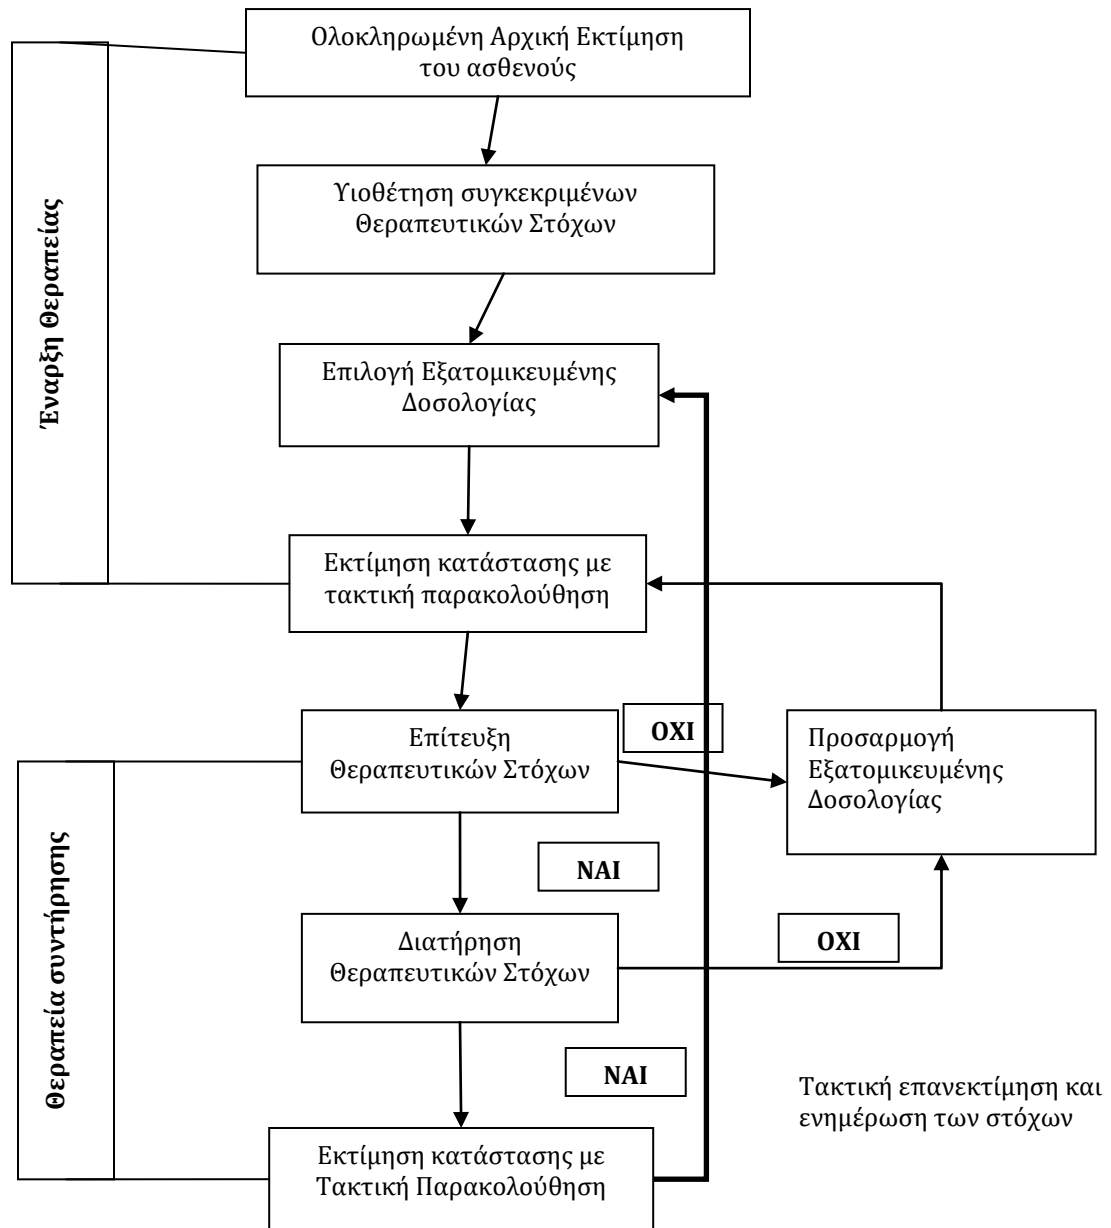 Ολοκληρωμένη Αρχική Εκτίμηση
του ασθενούς
Υιοθέτηση συγκεκριμένων
Θεραπευτικών Στόχων
Έναρξη Θεραπείας
Επιλογή Εξατομικευμένης
Δοσολογίας
Εκτίμηση κατάστασης με
τακτική παρακολούθηση
Επίτευξη
Θεραπευτικών Στόχων
ΟΧΙ
Προσαρμογή
Εξατομικευμένης
Δοσολογίας
ΝΑΙ
Θεραπεία συντήρησης
Διατήρηση
Θεραπευτικών Στόχων
ΟΧΙ
ΝΑΙ
Τακτική επανεκτίμηση και
ενημέρωση των στόχων
Εκτίμηση κατάστασης με
Τακτική Παρακολούθηση